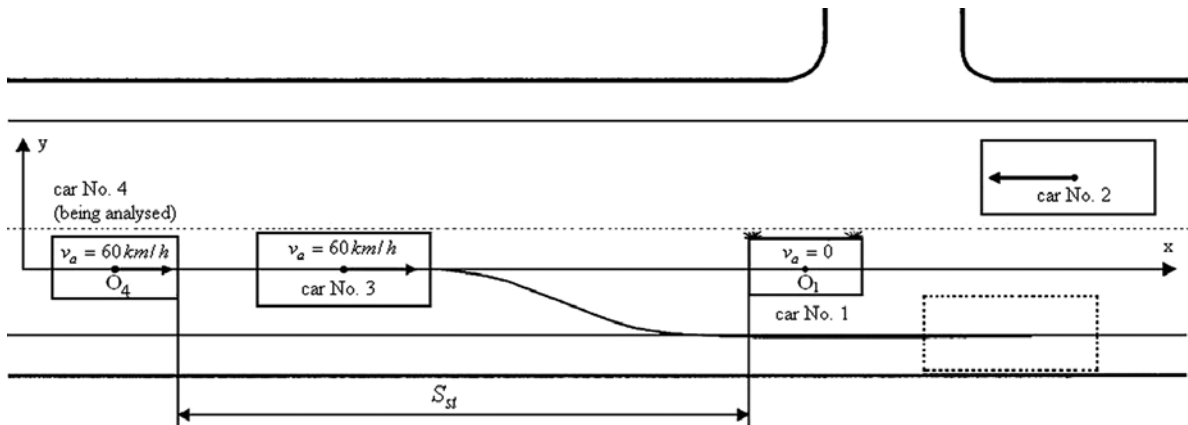 y
car No. 4
(being analysed)
v_a = 60 km/h
O_4
v_a = 60 km/h
car No. 3
v_a = 0
O_1
car No. 1
car No. 2
x
S_st